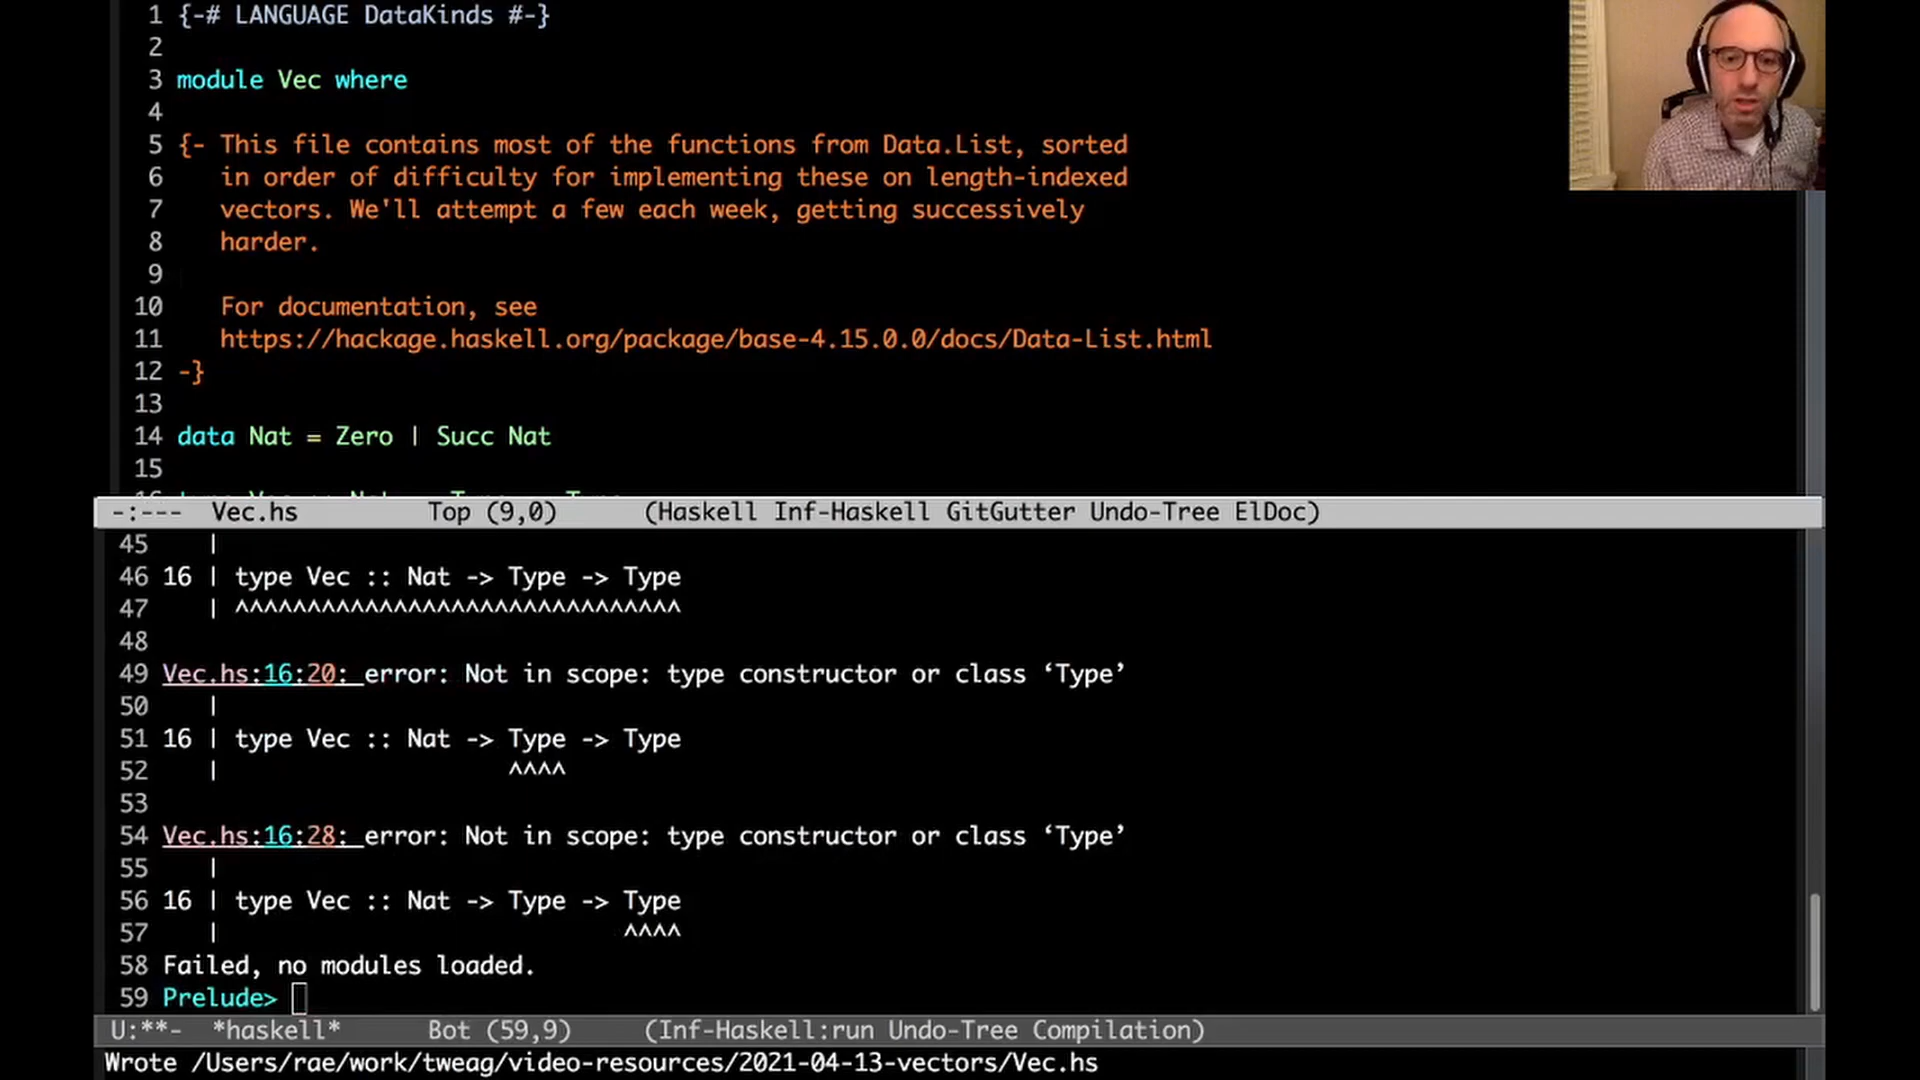 1 {-# LANGUAGE DataKinds #-}
2
3 module Vec where
4
5 {- This file contains most of the functions from Data.List, sorted
6 in order of difficulty for implementing these on length-indexed
7 vectors. We'll attempt a few each week, getting successively
8 harder.
9
10 For documentation, see
11 https://hackage.haskell.org/package/base-4.15.0.0/docs/Data-List.html
12 -}
13
14 data Nat = Zero | Succ Nat
15
-:--- Vec.hs Top (9,0) (Haskell Inf-Haskell GitGutter Undo-Tree ElDoc)
45 |
46 16 | type Vec :: Nat -> Type -> Type
47 | ^^^^^^^^^^^^^^^^^^^^^^^^^^^^^^^
48
49 Vec.hs:16:20: error: Not in scope: type constructor or class ‘Type’
50 |
51 16 | type Vec :: Nat -> Type -> Type
52 | ^^^^
53
54 Vec.hs:16:28: error: Not in scope: type constructor or class ‘Type’
55 |
56 16 | type Vec :: Nat -> Type -> Type
57 | ^^^^
58 Failed, no modules loaded.
59 Prelude>
U:**- *haskell* Bot (59,9) (Inf-Haskell:run Undo-Tree Compilation)
Wrote /Users/rae/work/tweag/video-resources/2021-04-13-vectors/Vec.hs